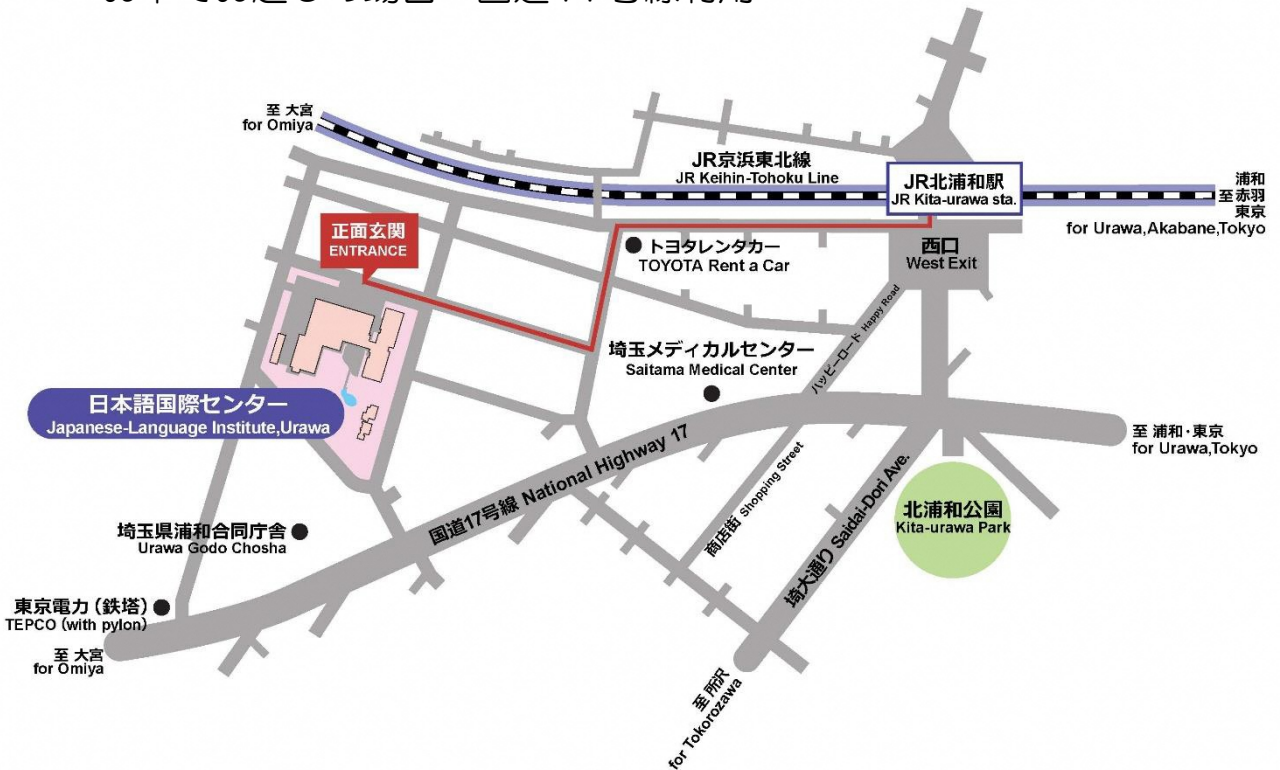 至 大宮
for Omiya
JR京浜東北線
JR Keihin-Tohoku Line
JR北浦和駅
JR Kita-urawa sta.
浦和
至赤羽
東京
for Urawa,Akabane,Tokyo
正面玄関
ENTRANCE
トヨタレンタカー
TOYOTA Rent a Car
西口
West Exit
ハッピーロード Happy Road
埼玉メディカルセンター
Saitama Medical Center
日本語国際センター
Japanese-Language Institute,Urawa
国道17号線 National Highway 17
至 浦和・東京
for Urawa,Tokyo
商店街 Shopping Street
埼大通り Saidai-Dori Ave.
北浦和公園
Kita-urawa Park
埼玉県浦和合同庁舎
Urawa Godo Chosha
東京電力（鉄塔）
TEPCO (with pylon)
至 大宮
for Omiya
至 所沢
for Tokorozawa